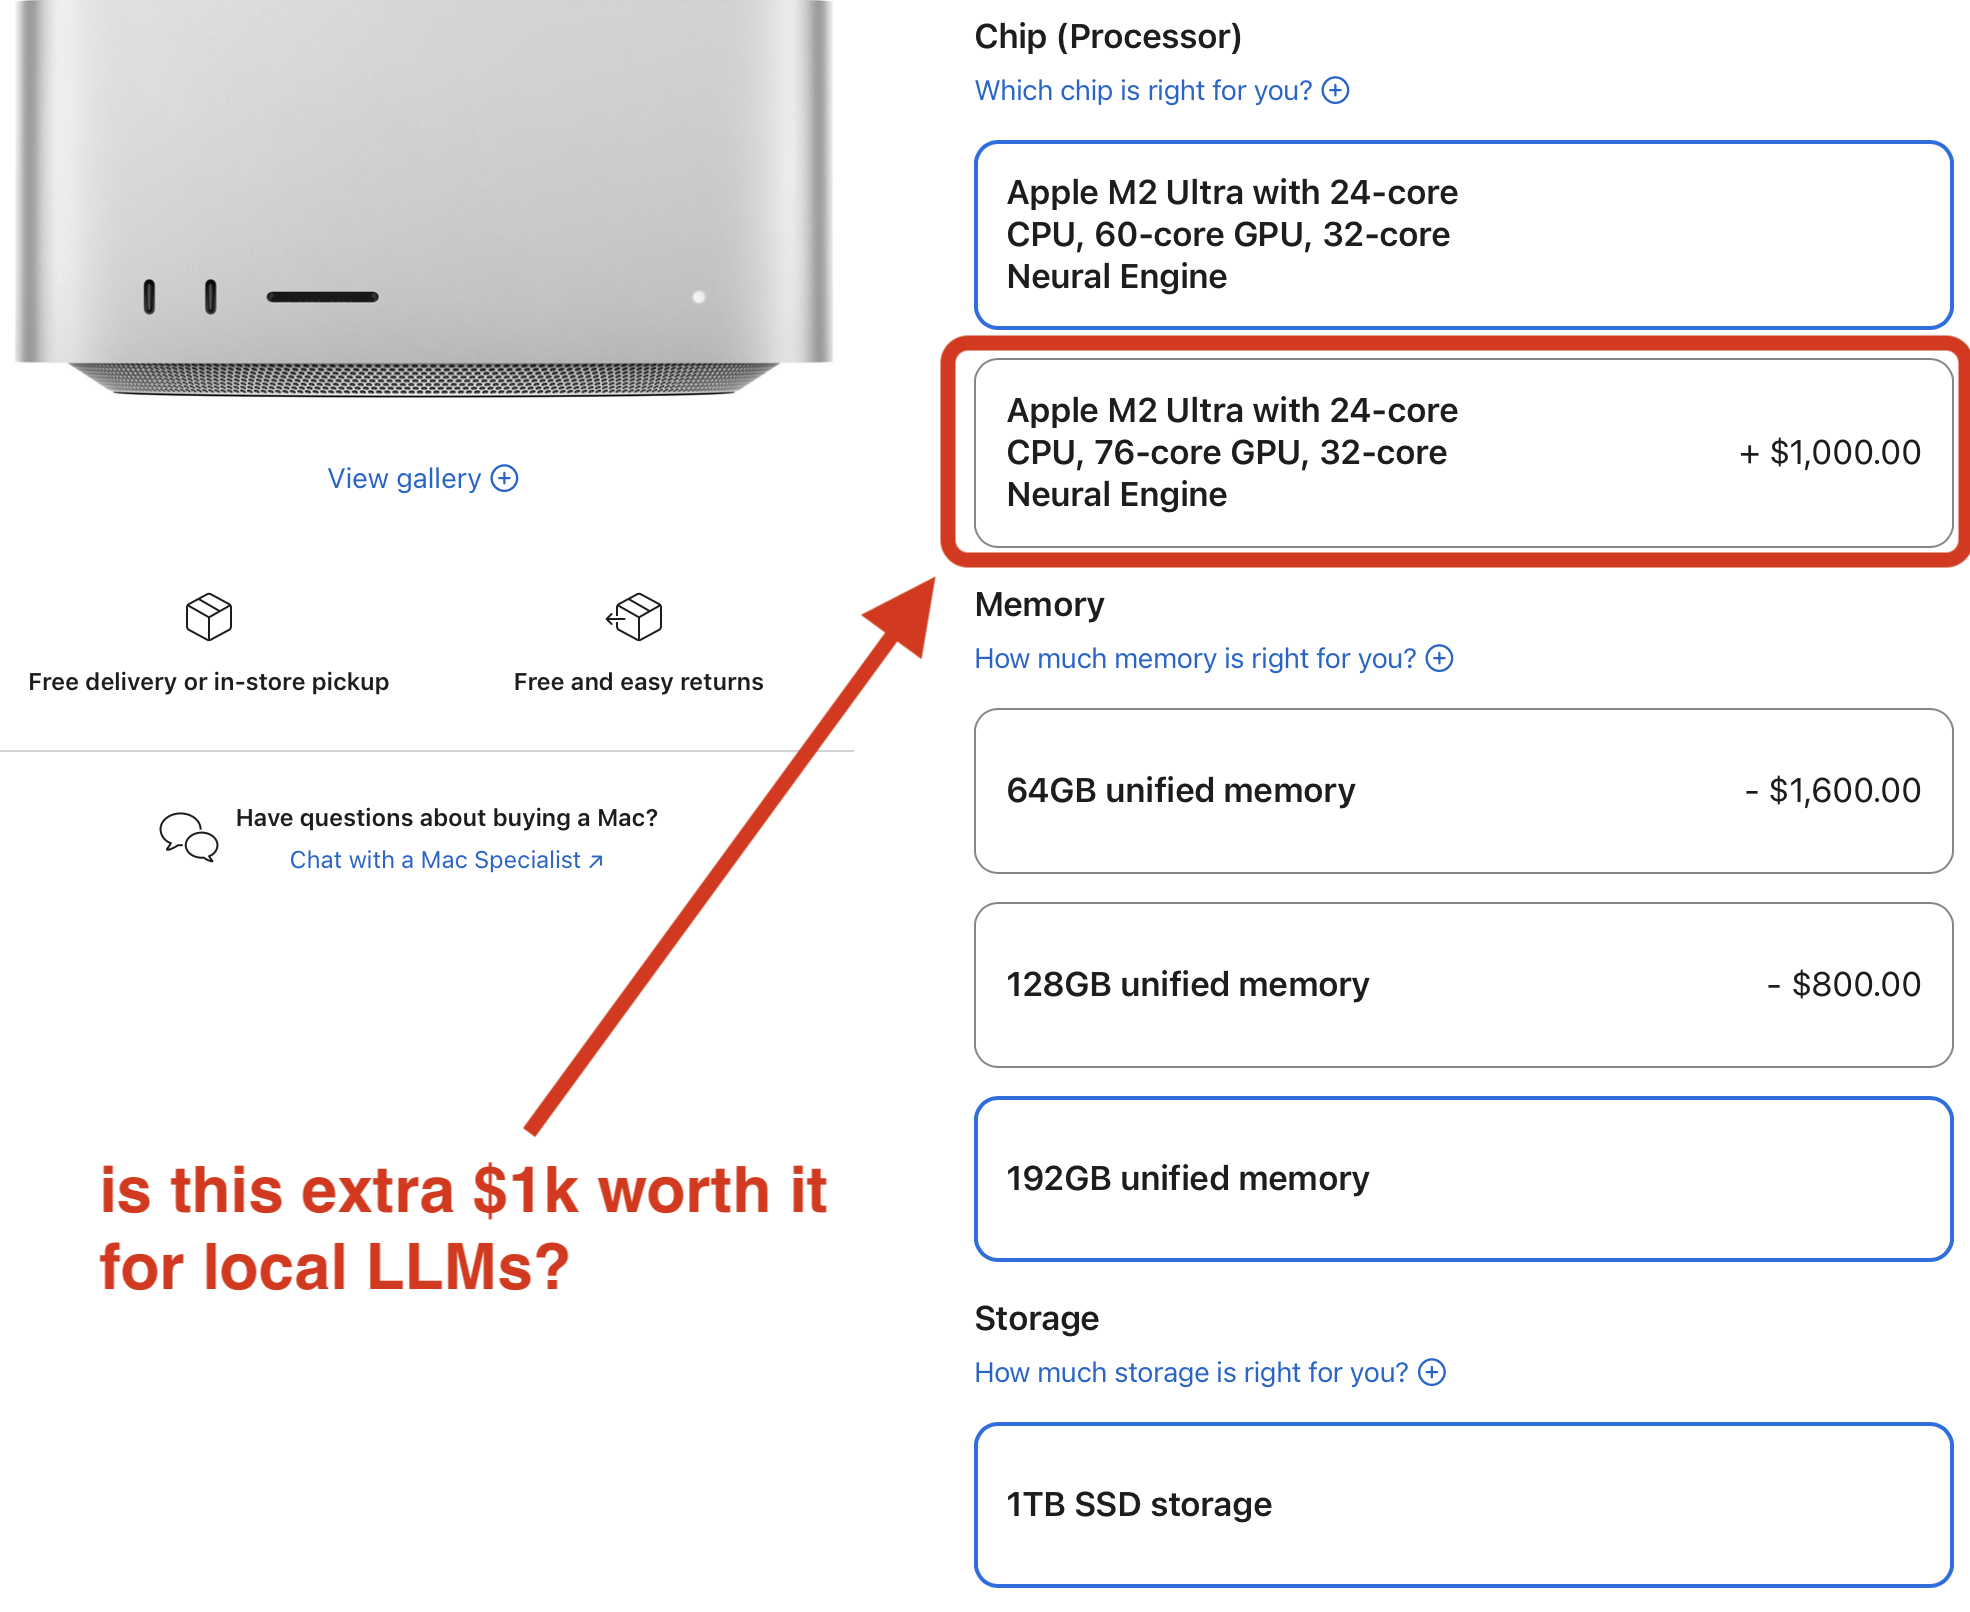 View gallery
Free delivery or in-store pickup
Free and easy returns
Have questions about buying a Mac?
Chat with a Mac Specialist ↗
is this extra $1k worth it
for local LLMs?
Chip (Processor)
Which chip is right for you?
Apple M2 Ultra with 24-core
CPU, 60-core GPU, 32-core
Neural Engine
Apple M2 Ultra with 24-core
CPU, 76-core GPU, 32-core
Neural Engine
+ $1,000.00
Memory
How much memory is right for you?
64GB unified memory
- $1,600.00
128GB unified memory
- $800.00
192GB unified memory
Storage
How much storage is right for you?
1TB SSD storage